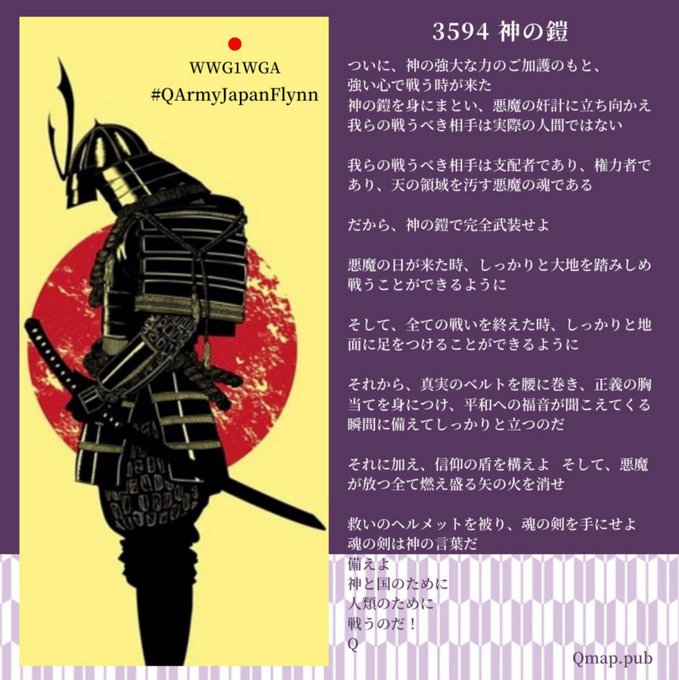 WWG1WGA
#QArmyJapanFlynn
3594 神の鎧
ついに、神の強大な力のご加護のもと、
強い心で戦う時が来た
神の鎧を身にまとい、悪魔の奸計に立ち向かえ
我らの戦うべき相手は実際の人間ではない
我らの戦うべき相手は支配者であり、権力者で
あり、天の領域を汚す悪魔の魂である
だから、神の鎧で完全武装せよ
悪魔の日が来た時、しっかりと大地を踏みしめ
戦うことができるように
そして、全ての戦いを終えた時、しっかりと地
面に足をつけることができるように
それから、真実のベルトを腰に巻き、正義の胸
当てを身につけ、平和への福音が聞こえてくる
瞬間に備えてしっかりと立つのだ
それに加え、信仰の盾を構えよ そして、悪魔
が放つ全て燃え盛る矢の火を消せ
救いのヘルメットを被り、魂の剣を手にせよ
魂の剣は神の言葉だ
備えよ
神と国のために
人類のために
戦うのだ！
Q
Qmap.pub